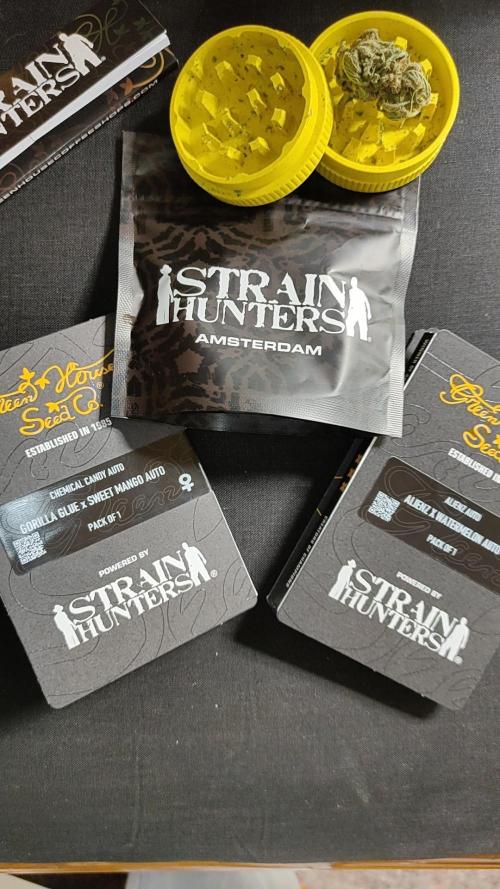 STRAIN
HUNTERS
STRAIN
HUNTERS
AMSTERDAM
Green House
Seed Co.
ESTABLISHED IN 1985
CHEMICAL CANDY AUTO
GORILLA GLUE x SWEET MANGO AUTO
PACK OF 1
POWERED BY
STRAIN
HUNTERS®
Green
Seed
ESTABLISHED
ALIENZ AUTO
ALIENZ X WATERMELON AUTO
PACK OF 1
POWERED BY
STRAIN
HUNTERS®